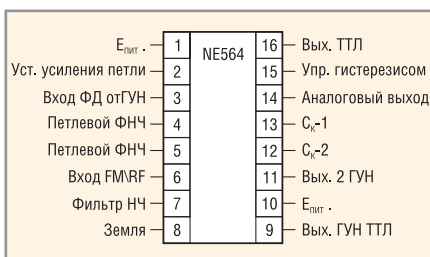 Eпит. 1 NE564 16 Вых. ТТЛ
Уст. усиления петли 2 15 Упр. гистерезисом
Вход ФД отГУН 3 14 Аналоговый выход
Петлевой ФНЧ 4 13 Cк-1
Петлевой ФНЧ 5 12 Cк-2
Вход FM\RF 6 11 Вых. 2 ГУН
Фильтр НЧ 7 10 Eпит.
Земля 8 9 Вых. ГУН ТТЛ